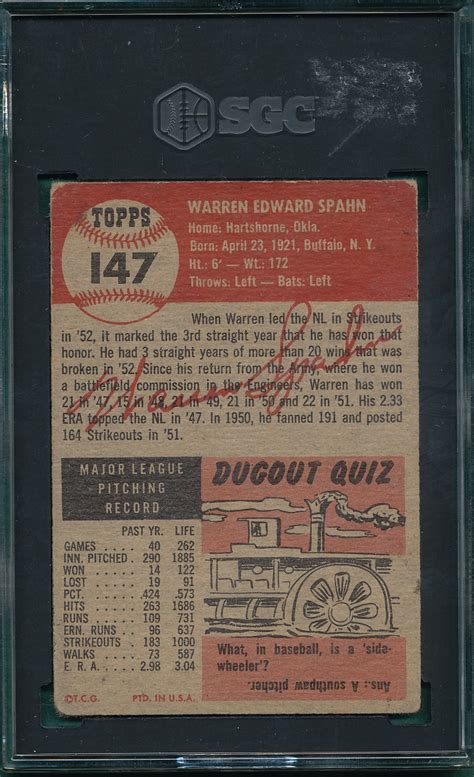 SGC
TOPPS
147
WARREN EDWARD SPAHN
Home: Hartshorne, Okla.
Born: April 23, 1921, Buffalo, N. Y.
Ht.: 6' — Wt.: 172
Throws: Left — Bats: Left
When Warren led the NL in Strikeouts
in '52, it marked the 3rd straight year that he has won that
honor. He had 3 straight years of more than 20 wins that was
broken in '52. Since his return from the Army, where he won
a battlefield commission in the Engineers, Warren has won
21 in '47, 15 in '48, 21 in '49, 21 in '50 and 22 in '51. His 2.33
ERA topped the NL in '47. In 1950, he fanned 191 and posted
164 Strikeouts in '51.
Warren Spahn
MAJOR LEAGUE
PITCHING
RECORD
PAST YR. LIFE
GAMES . . . . 40 262
INN. PITCHED . 290 1885
WON . . . . 14 122
LOST . . . . 19 91
PCT. . . . . .424 .573
HITS . . . . 263 1686
RUNS . . . . 109 731
ERN. RUNS . . 96 637
STRIKEOUTS . 183 1000
WALKS . . . 73 587
E. R. A. . . . 2.98 3.04
©T.C.G. PTD. IN U.S.A.
DUGOUT QUIZ
What, in baseball, is a 'side-
wheeler'?
Ans.: A southpaw pitcher.